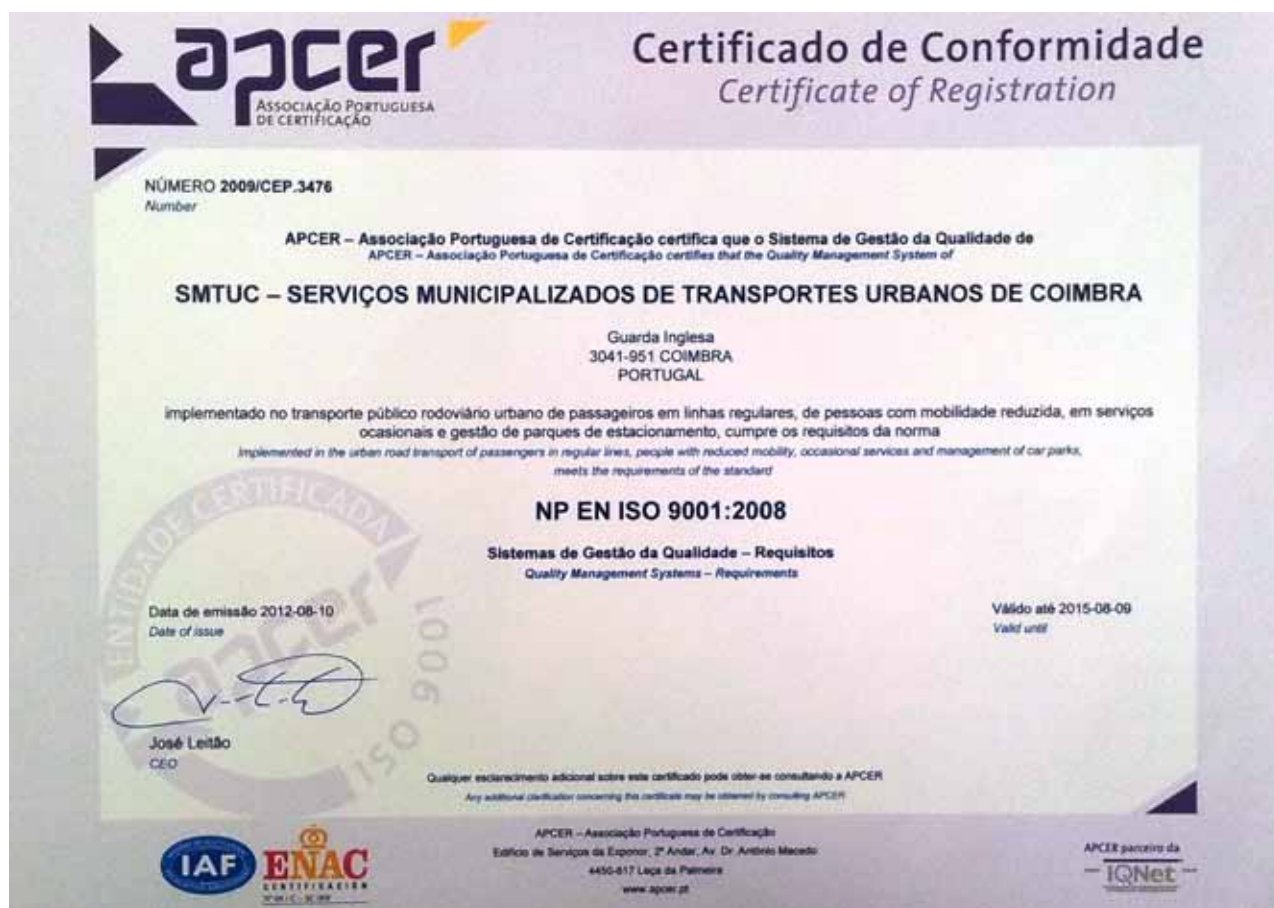 apcer
ASSOCIAÇÃO PORTUGUESA
DE CERTIFICAÇÃO
Certificado de Conformidade
Certificate of Registration
NÚMERO 2009/CEP.3476
Number
APCER – Associação Portuguesa de Certificação certifica que o Sistema de Gestão da Qualidade de
APCER – Associação Portuguesa de Certificação certifies that the Quality Management System of
SMTUC – SERVIÇOS MUNICIPALIZADOS DE TRANSPORTES URBANOS DE COIMBRA
Guarda Inglesa
3041-951 COIMBRA
PORTUGAL
implementado no transporte público rodoviário urbano de passageiros em linhas regulares, de pessoas com mobilidade reduzida, em serviços
ocasionais e gestão de parques de estacionamento, cumpre os requisitos da norma
Implemented in the urban road transport of passengers in regular lines, people with reduced mobility, occasional services and management of car parks,
meets the requirements of the standard
NP EN ISO 9001:2008
Sistemas de Gestão da Qualidade – Requisitos
Quality Management Systems – Requirements
ENTIDADE CERTIFICADA
apcer
ISO 9001
Data de emissão 2012-08-10
Date of issue
Válido até 2015-08-09
Valid until
José Leitão
CEO
Qualquer esclarecimento adicional sobre este certificado pode obter-se consultando a APCER
Any additional clarification concerning this certificate may be obtained by consulting APCER
IAF
ENAC
CERTIFICACIÓN
APCER – Associação Portuguesa de Certificação
Edifício de Serviços da Exponor, 2º Andar, Av. Dr. António Macedo
4450-617 Leça da Palmeira
www.apcer.pt
APCER parceiro da
IQNet